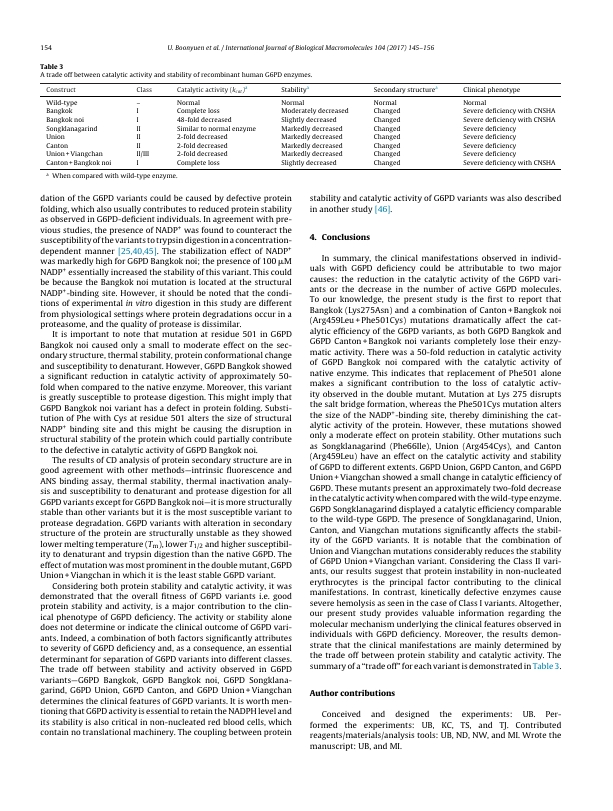 154
U. Boonyuen et al. / International Journal of Biological Macromolecules 104 (2017) 145–156
Table 3
A trade off between catalytic activity and stability of recombinant human G6PD enzymes.
Construct Class Catalytic activity (kcat)a Stabilitya Secondary structurea Clinical phenotype
Wild-type – Normal Normal Normal Normal
Bangkok I Complete loss Moderately decreased Changed Severe deficiency with CNSHA
Bangkok noi I 48-fold decreased Slightly decreased Changed Severe deficiency with CNSHA
Songklanagarind II Similar to normal enzyme Markedly decreased Changed Severe deficiency
Union II 2-fold decreased Markedly decreased Changed Severe deficiency
Canton II 2-fold decreased Markedly decreased Changed Severe deficiency
Union + Viangchan II/III 2-fold decreased Markedly decreased Changed Severe deficiency
Canton + Bangkok noi I Complete loss Slightly decreased Changed Severe deficiency with CNSHA
a When compared with wild-type enzyme.
dation of the G6PD variants could be caused by defective protein
folding, which also usually contributes to reduced protein stability
as observed in G6PD-deficient individuals. In agreement with pre-
vious studies, the presence of NADP+ was found to counteract the
susceptibility of the variants to trypsin digestion in a concentration-
dependent manner [25,40,45]. The stabilization effect of NADP+
was markedly high for G6PD Bangkok noi; the presence of 100 μM
NADP+ essentially increased the stability of this variant. This could
be because the Bangkok noi mutation is located at the structural
NADP+-binding site. However, it should be noted that the condi-
tions of experimental in vitro digestion in this study are different
from physiological settings where protein degradations occur in a
proteasome, and the quality of protease is dissimilar.
It is important to note that mutation at residue 501 in G6PD
Bangkok noi caused only a small to moderate effect on the sec-
ondary structure, thermal stability, protein conformational change
and susceptibility to denaturant. However, G6PD Bangkok showed
a significant reduction in catalytic activity of approximately 50-
fold when compared to the native enzyme. Moreover, this variant
is greatly susceptible to protease digestion. This might imply that
G6PD Bangkok noi variant has a defect in protein folding. Substi-
tution of Phe with Cys at residue 501 alters the size of structural
NADP+ binding site and this might be causing the disruption in
structural stability of the protein which could partially contribute
to the defective in catalytic activity of G6PD Bangkok noi.
The results of CD analysis of protein secondary structure are in
good agreement with other methods—intrinsic fluorescence and
ANS binding assay, thermal stability, thermal inactivation analy-
sis and susceptibility to denaturant and protease digestion for all
G6PD variants except for G6PD Bangkok noi—it is more structurally
stable than other variants but it is the most susceptible variant to
protease degradation. G6PD variants with alteration in secondary
structure of the protein are structurally unstable as they showed
lower melting temperature (Tm), lower T1/2 and higher susceptibil-
ity to denaturant and trypsin digestion than the native G6PD. The
effect of mutation was most prominent in the double mutant, G6PD
Union + Viangchan in which it is the least stable G6PD variant.
Considering both protein stability and catalytic activity, it was
demonstrated that the overall fitness of G6PD variants i.e. good
protein stability and activity, is a major contribution to the clin-
ical phenotype of G6PD deficiency. The activity or stability alone
does not determine or indicate the clinical outcome of G6PD vari-
ants. Indeed, a combination of both factors significantly attributes
to severity of G6PD deficiency and, as a consequence, an essential
determinant for separation of G6PD variants into different classes.
The trade off between stability and activity observed in G6PD
variants—G6PD Bangkok, G6PD Bangkok noi, G6PD Songklana-
garind, G6PD Union, G6PD Canton, and G6PD Union + Viangchan
determines the clinical features of G6PD variants. It is worth men-
tioning that G6PD activity is essential to retain the NADPH level and
its stability is also critical in non-nucleated red blood cells, which
contain no translational machinery. The coupling between protein
stability and catalytic activity of G6PD variants was also described
in another study [46].
4. Conclusions
In summary, the clinical manifestations observed in individ-
uals with G6PD deficiency could be attributable to two major
causes: the reduction in the catalytic activity of the G6PD vari-
ants or the decrease in the number of active G6PD molecules.
To our knowledge, the present study is the first to report that
Bangkok (Lys275Asn) and a combination of Canton + Bangkok noi
(Arg459Leu + Phe501Cys) mutations dramatically affect the cat-
alytic efficiency of the G6PD variants, as both G6PD Bangkok and
G6PD Canton + Bangkok noi variants completely lose their enzy-
matic activity. There was a 50-fold reduction in catalytic activity
of G6PD Bangkok noi compared with the catalytic activity of
native enzyme. This indicates that replacement of Phe501 alone
makes a significant contribution to the loss of catalytic activ-
ity observed in the double mutant. Mutation at Lys 275 disrupts
the salt bridge formation, whereas the Phe501Cys mutation alters
the size of the NADP+-binding site, thereby diminishing the cat-
alytic activity of the protein. However, these mutations showed
only a moderate effect on protein stability. Other mutations such
as Songklanagarind (Phe66Ile), Union (Arg454Cys), and Canton
(Arg459Leu) have an effect on the catalytic activity and stability
of G6PD to different extents. G6PD Union, G6PD Canton, and G6PD
Union + Viangchan showed a small change in catalytic efficiency of
G6PD. These mutants present an approximately two-fold decrease
in the catalytic activity when compared with the wild-type enzyme.
G6PD Songklanarind displayed a catalytic efficiency comparable
to the wild-type G6PD. The presence of Songklanagarind, Union,
Canton, and Viangchan mutations significantly affects the stabil-
ity of the G6PD variants. It is notable that the combination of
Union and Viangchan mutations considerably reduces the stability
of G6PD Union + Viangchan variant. Considering the Class II vari-
ants, our results suggest that protein instability in non-nucleated
erythrocytes is the principal factor contributing to the clinical
manifestations. In contrast, kinetically defective enzymes cause
severe hemolysis as seen in the case of Class I variants. Altogether,
our present study provides valuable information regarding the
molecular mechanism underlying the clinical features observed in
individuals with G6PD deficiency. Moreover, the results demon-
strate that the clinical manifestations are mainly determined by
the trade off between protein stability and catalytic activity. The
summary of a “trade off” for each variant is demonstrated in Table 3.
Author contributions
Conceived and designed the experiments: UB. Per-
formed the experiments: UB, KC, TS, and TJ. Contributed
reagents/materials/analysis tools: UB, ND, NW, and MI. Wrote the
manuscript: UB, and MI.